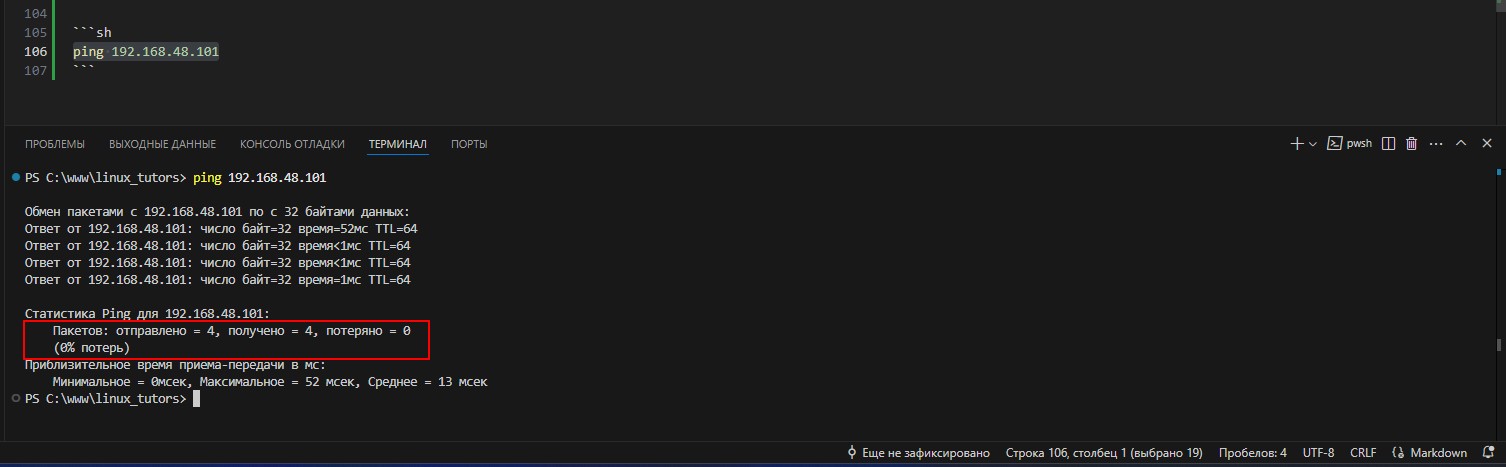 104
105 ```sh
106 ping 192.168.48.101
107 ```
ПРОБЛЕМЫ ВЫХОДНЫЕ ДАННЫЕ КОНСОЛЬ ОТЛАДКИ ТЕРМИНАЛ ПОРТЫ pwsh
PS C:\www\linux_tutors> ping 192.168.48.101
Обмен пакетами с 192.168.48.101 по с 32 байтами данных:
Ответ от 192.168.48.101: число байт=32 время=52мс TTL=64
Ответ от 192.168.48.101: число байт=32 время<1мс TTL=64
Ответ от 192.168.48.101: число байт=32 время<1мс TTL=64
Ответ от 192.168.48.101: число байт=32 время=1мс TTL=64
Статистика Ping для 192.168.48.101:
Пакетов: отправлено = 4, получено = 4, потеряно = 0
(0% потерь)
Приблизительное время приема-передачи в мс:
Минимальное = 0мсек, Максимальное = 52 мсек, Среднее = 13 мсек
PS C:\www\linux_tutors>
Еще не зафиксировано Строка 106, столбец 1 (выбрано 19) Пробелов: 4 UTF-8 CRLF Markdown